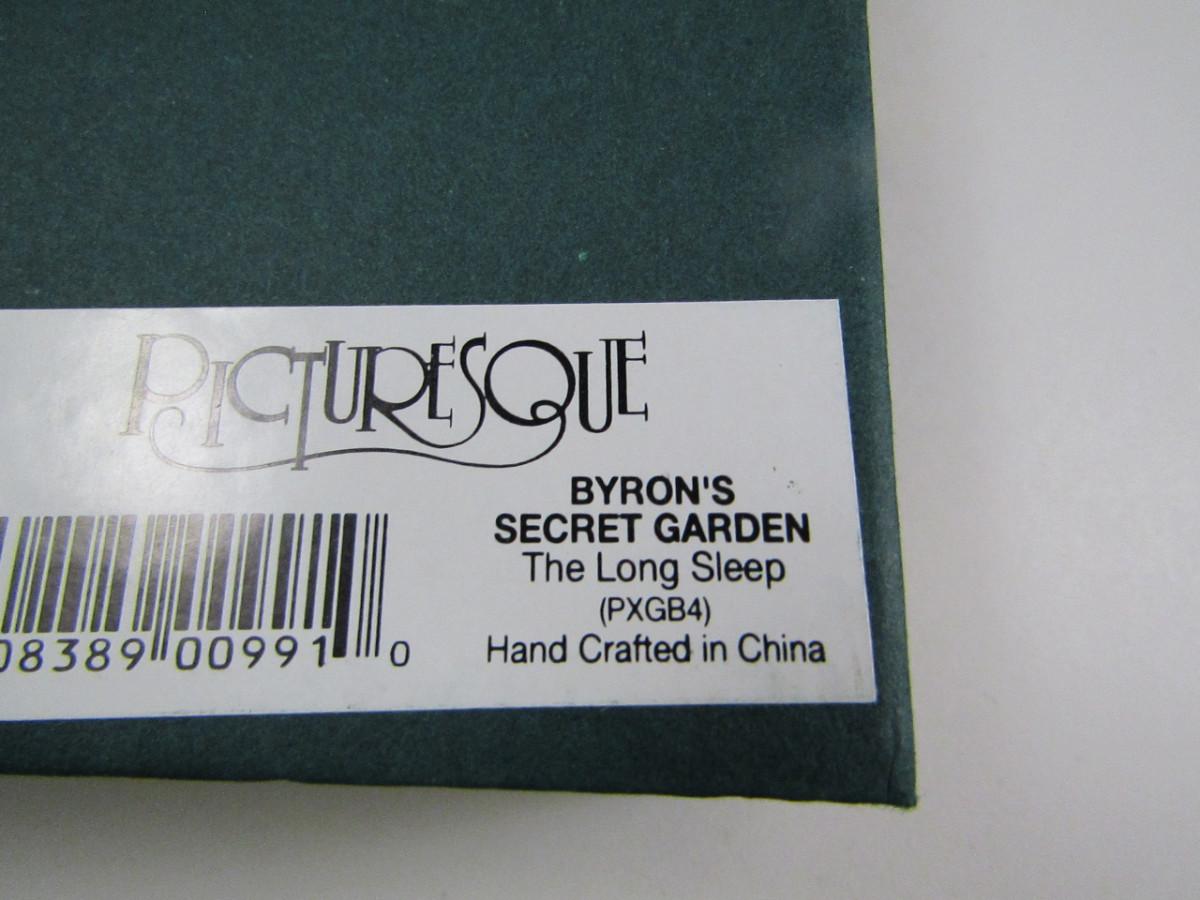 PICTURESQUE
BYRON'S
SECRET GARDEN
The Long Sleep
(PXGB4)
Hand Crafted in China
08389 00991 0